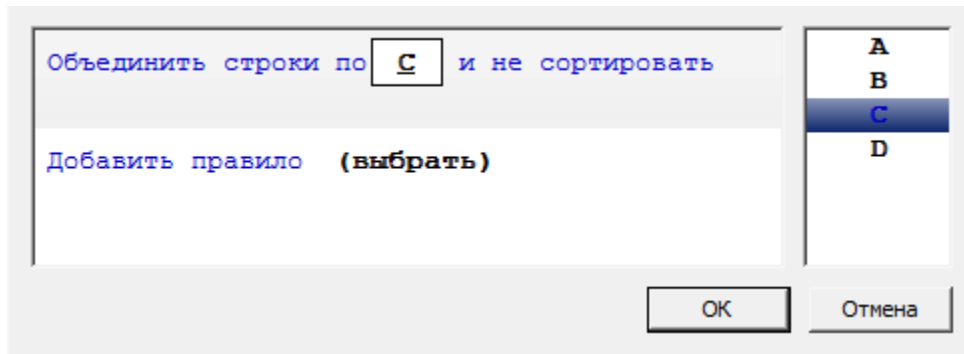 Объединить строки по C и не сортировать
Добавить правило (выбрать)
A
B
C
D
OK
Отмена